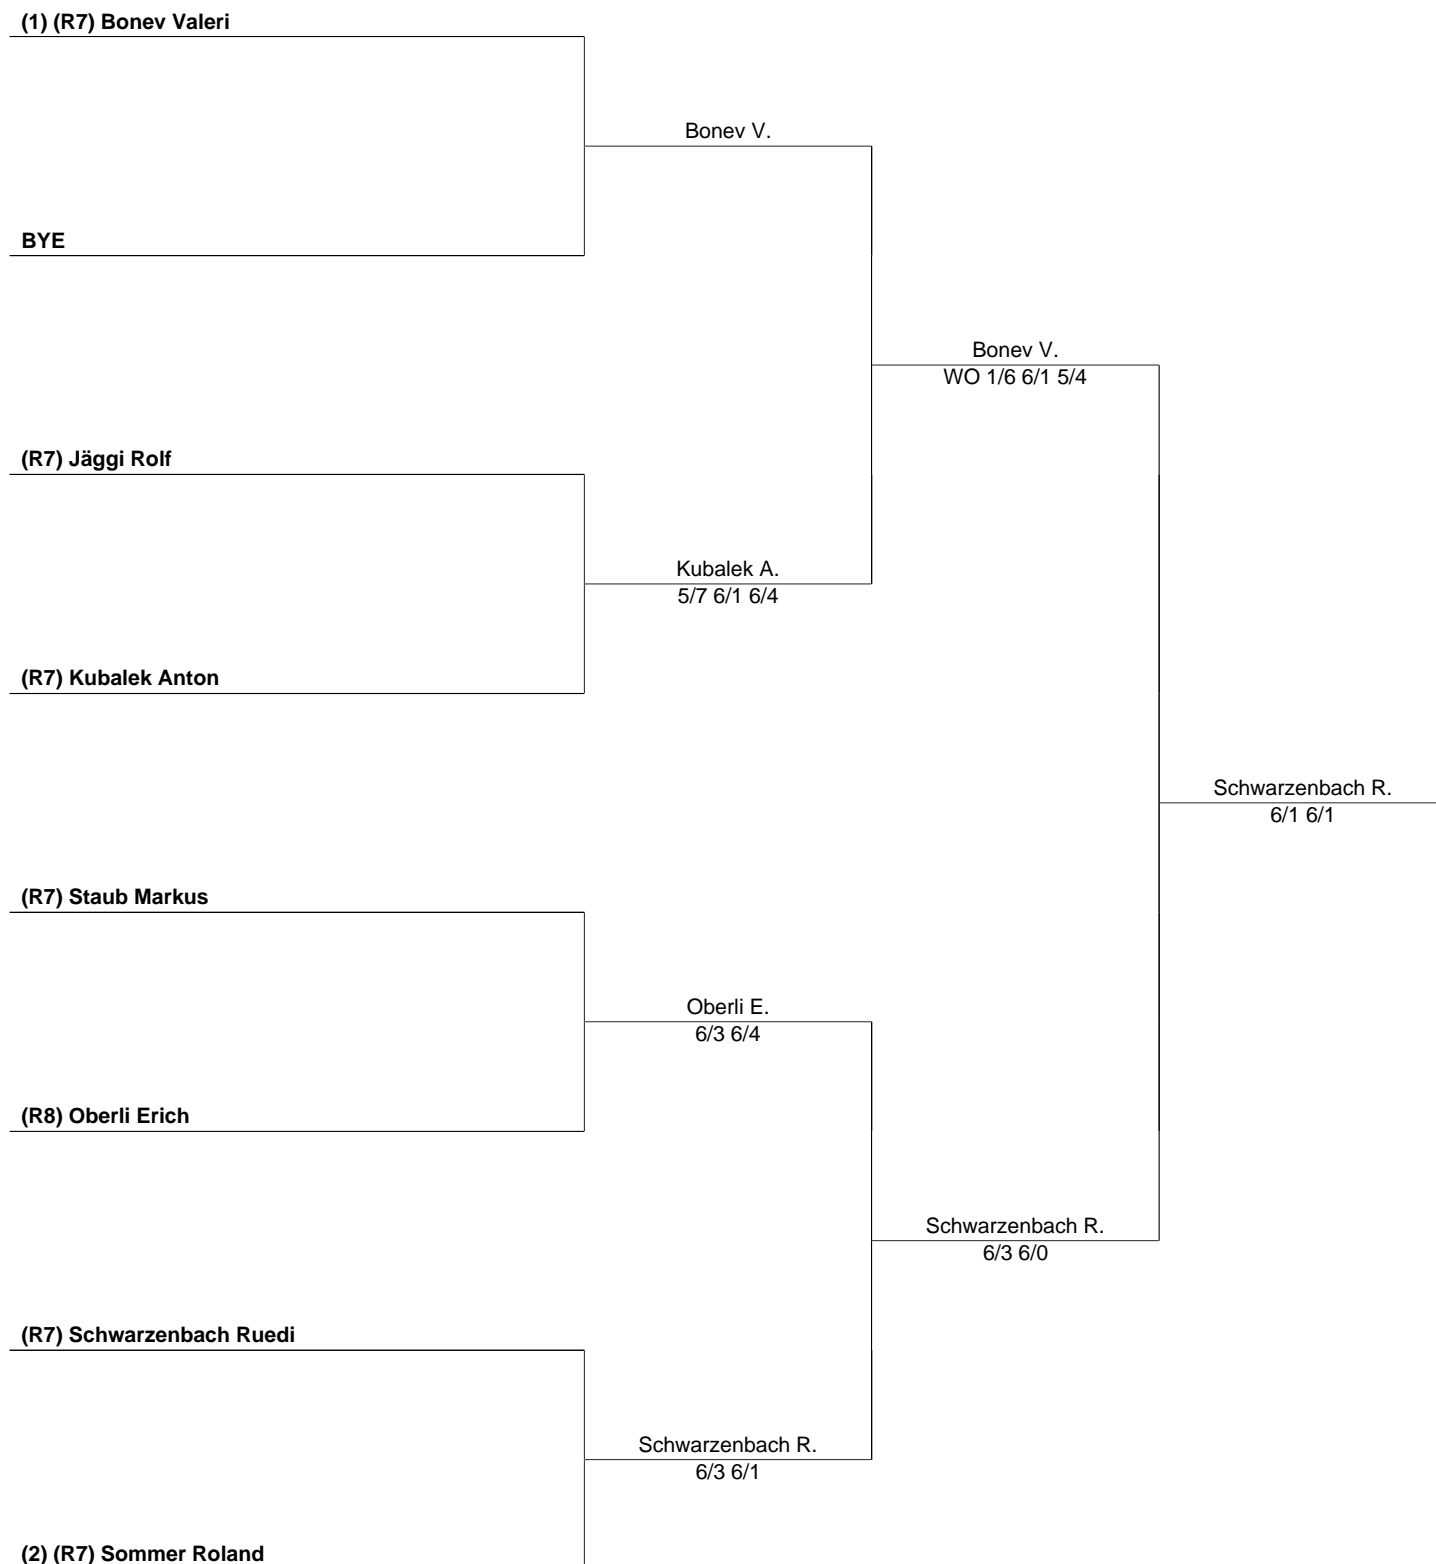 (1) (R7) Bonev Valeri
Bonev V.
BYE
Bonev V.
WO 1/6 6/1 5/4
(R7) Jäggi Rolf
Kubalek A.
5/7 6/1 6/4
(R7) Kubalek Anton
Schwarzenbach R.
6/1 6/1
(R7) Staub Markus
Oberli E.
6/3 6/4
(R8) Oberli Erich
Schwarzenbach R.
6/3 6/0
(R7) Schwarzenbach Ruedi
Schwarzenbach R.
6/3 6/1
(2) (R7) Sommer Roland